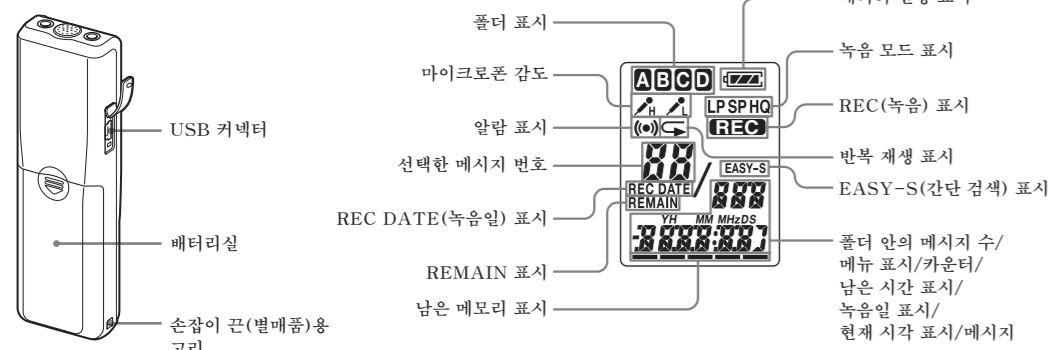 USB 커넥터
배터리실
손잡이 끈(별매품)용
고리
폴더 표시
마이크로폰 감도
알람 표시
선택한 메시지 번호
REC DATE(녹음일) 표시
REMAIN 표시
남은 메모리 표시
ABCD
H L
LP SP HQ
REC
EASY-S
REC DATE
REMAIN
YH MM MHz DS
녹음 모드 표시
REC(녹음) 표시
반복 재생 표시
EASY-S(간단 검색) 표시
폴더 안의 메시지 수/
메뉴 표시/카운터/
남은 시간 표시/
녹음일 표시/
현재 시각 표시/메시지